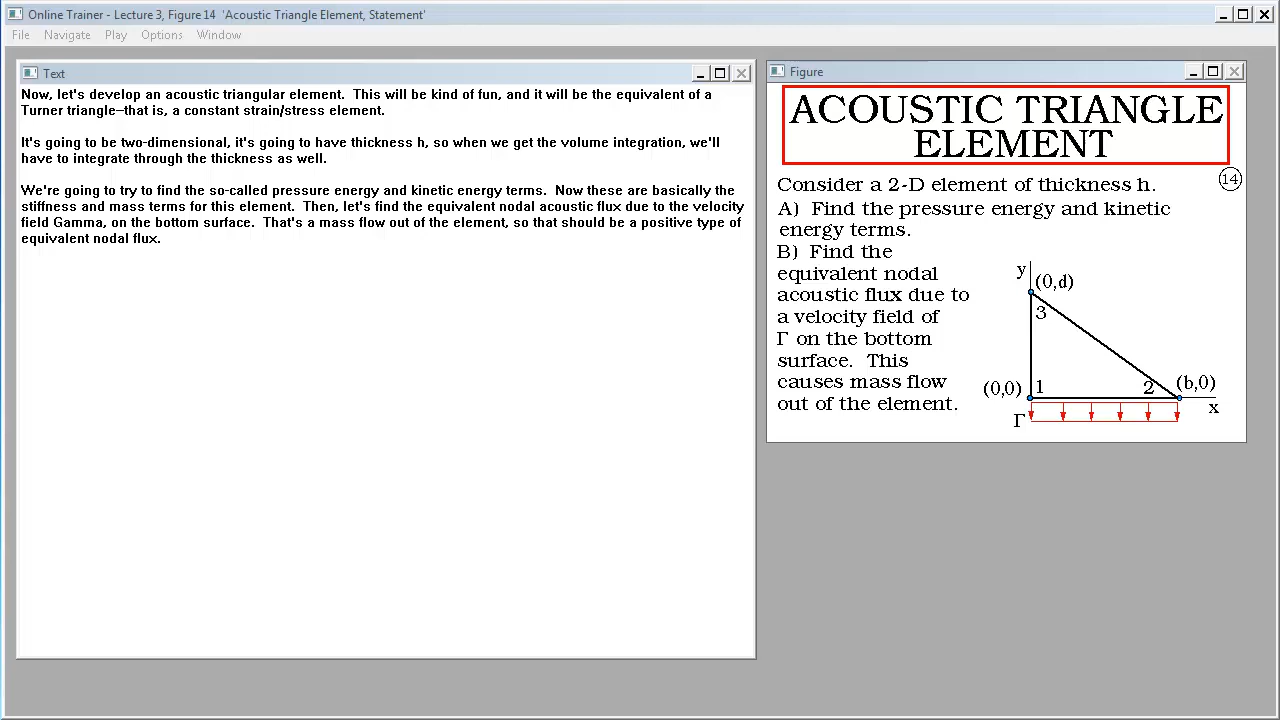 Online Trainer - Lecture 3, Figure 14 'Acoustic Triangle Element, Statement'
File Navigate Play Options Window
Text
Now, let's develop an acoustic triangular element. This will be kind of fun, and it will be the equivalent of a
Turner triangle–that is, a constant strain/stress element.
It's going to be two-dimensional, it's going to have thickness h, so when we get the volume integration, we'll
have to integrate through the thickness as well.
We're going to try to find the so-called pressure energy and kinetic energy terms. Now these are basically the
stiffness and mass terms for this element. Then, let's find the equivalent nodal acoustic flux due to the velocity
field Gamma, on the bottom surface. That's a mass flow out of the element, so that should be a positive type of
equivalent nodal flux.
Figure
ACOUSTIC TRIANGLE
ELEMENT
14
Consider a 2-D element of thickness h.
A) Find the pressure energy and kinetic
energy terms.
B) Find the
equivalent nodal
acoustic flux due to
a velocity field of
Γ on the bottom
surface. This
causes mass flow
out of the element.
y
(0,d)
3
(0,0) 1 2 (b,0)
x
Γ